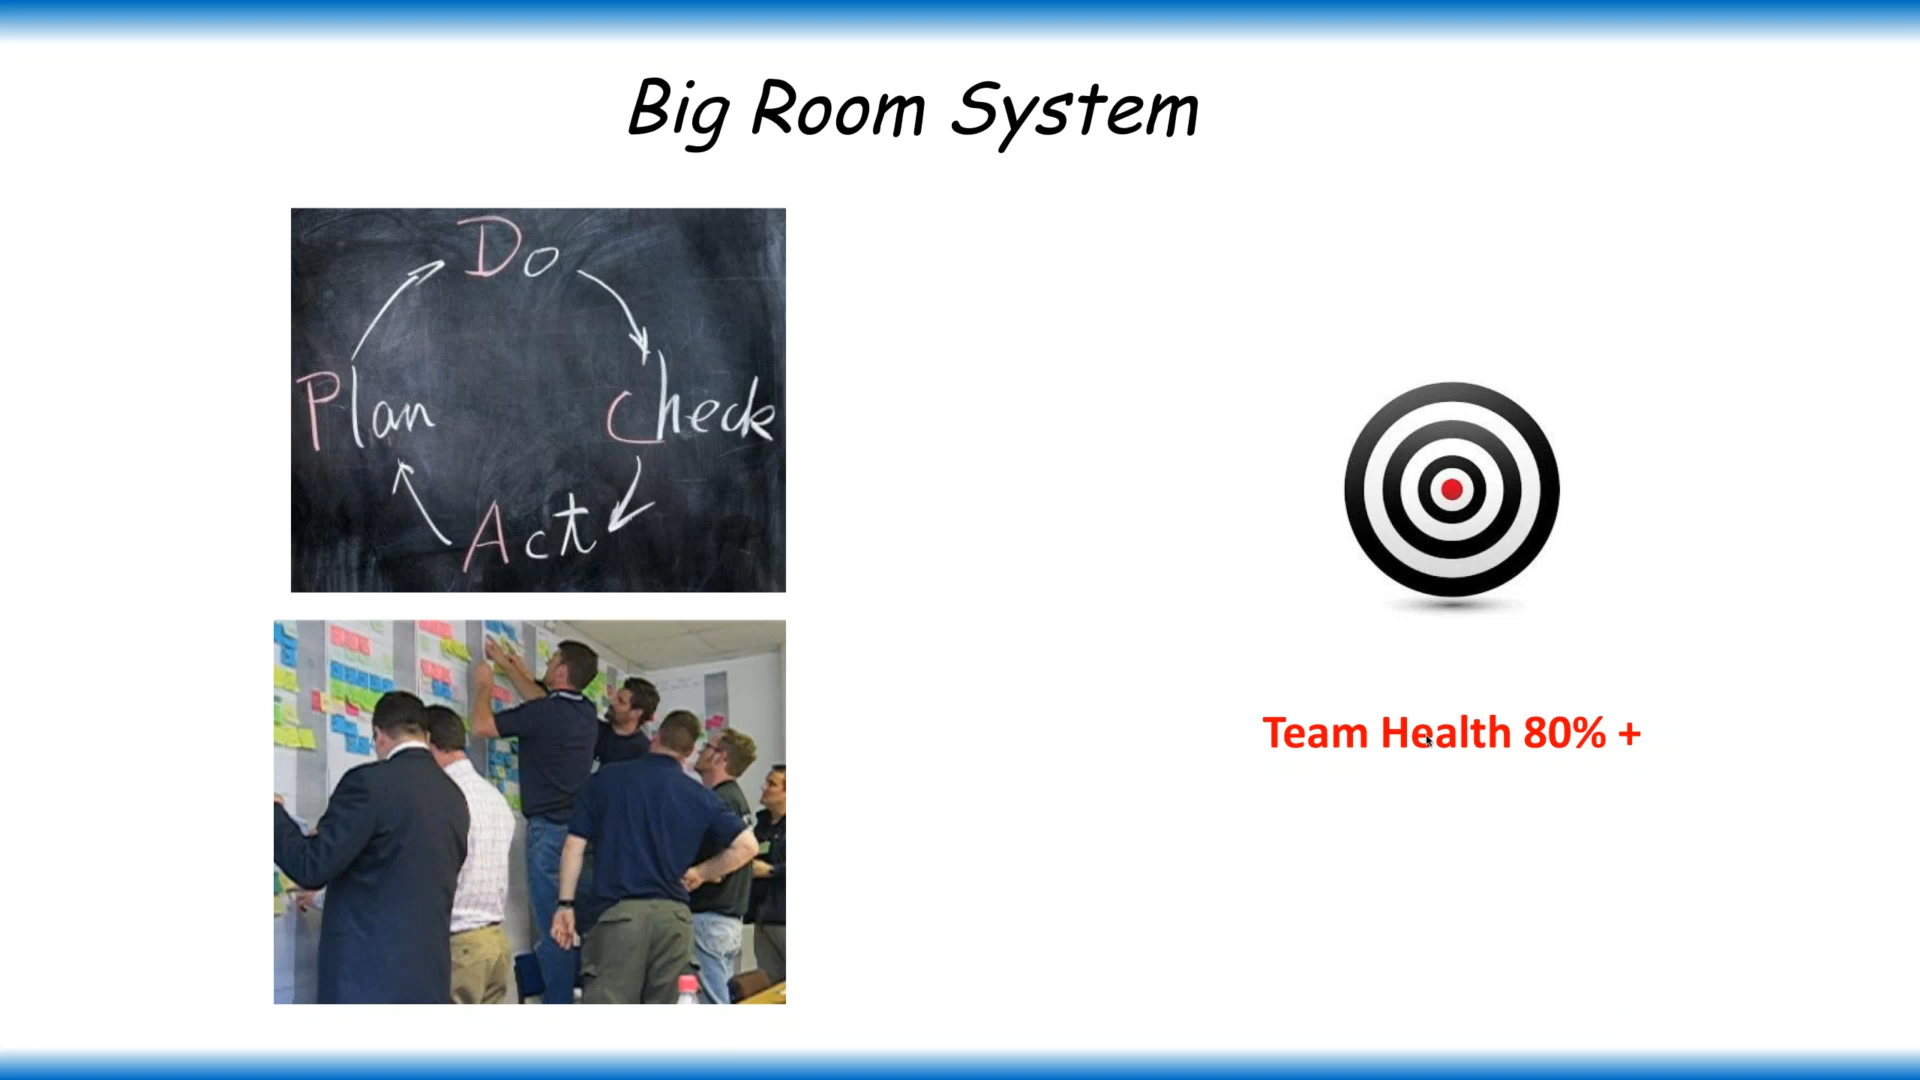 Big Room System
Do
Plan
Check
Act
Team Health 80% +